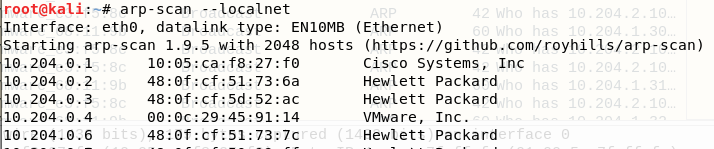 root@kali:~# arp-scan --localnet
Interface: eth0, datalink type: EN10MB (Ethernet)
Starting arp-scan 1.9.5 with 2048 hosts (https://github.com/royhills/arp-scan)
10.204.0.1 10:05:ca:f8:27:f0 Cisco Systems, Inc
10.204.0.2 48:0f:cf:51:73:6a Hewlett Packard
10.204.0.3 48:0f:cf:5d:52:ac Hewlett Packard
10.204.0.4 00:0c:29:45:91:14 VMware, Inc.
10.204.0.6 48:0f:cf:51:73:7c Hewlett Packard